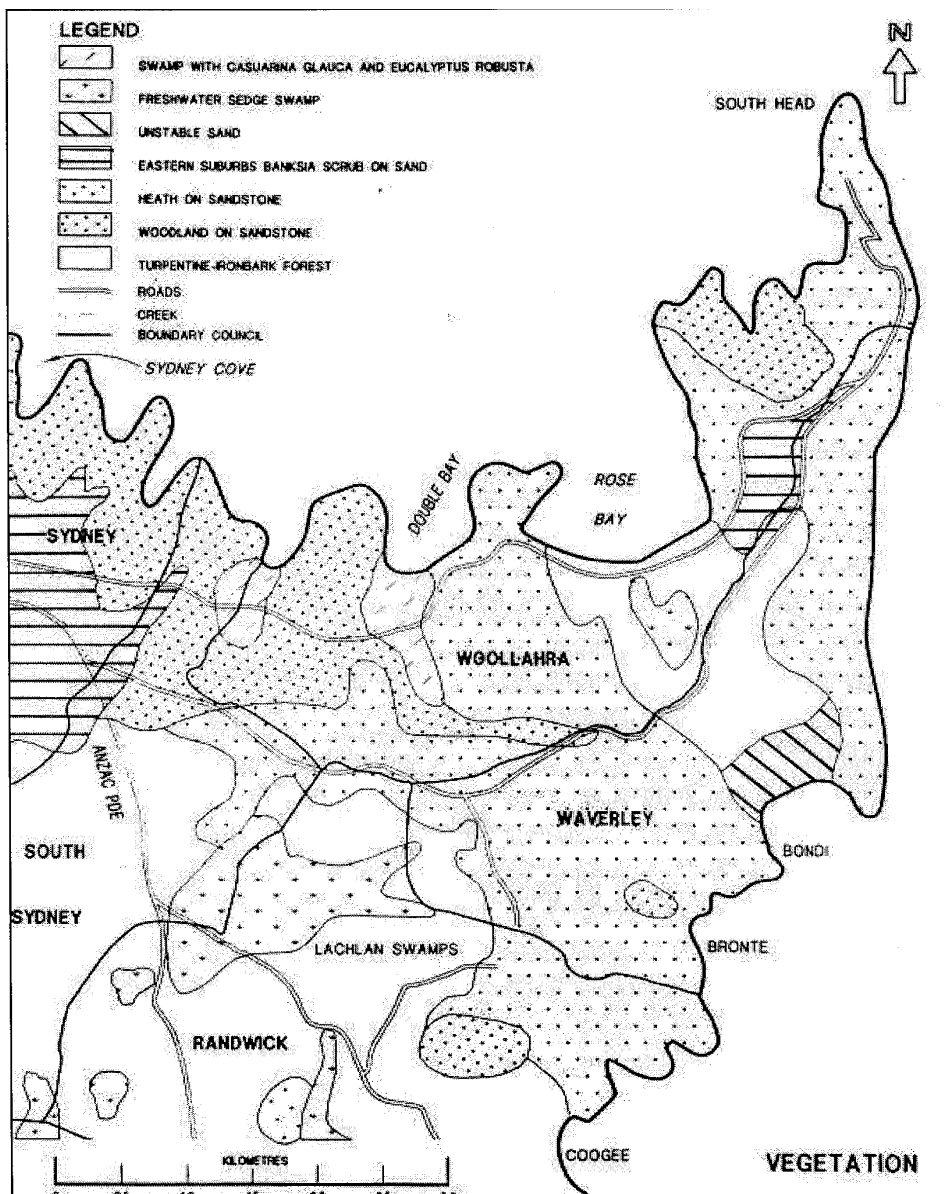 LEGEND
SWAMP WITH CASUARINA GLAUCA AND EUCALYPTUS ROBUSTA
FRESHWATER SEDGE SWAMP
UNSTABLE SAND
EASTERN SUBURBS BANKSIA SCRUB ON SAND
HEATH ON SANDSTONE
WOODLAND ON SANDSTONE
TURPENTINE-IRONBARK FOREST
ROADS
CREEK
BOUNDARY COUNCIL
N
SOUTH HEAD
SYDNEY COVE
DOUBLE BAY
ROSE
BAY
SYDNEY
WOOLLAHRA
ANZAC PDE
WAVERLEY
SOUTH
SYDNEY
BONDI
LACHLAN SWAMPS
BRONTE
RANDWICK
COOGEE
KILOMETRES
VEGETATION